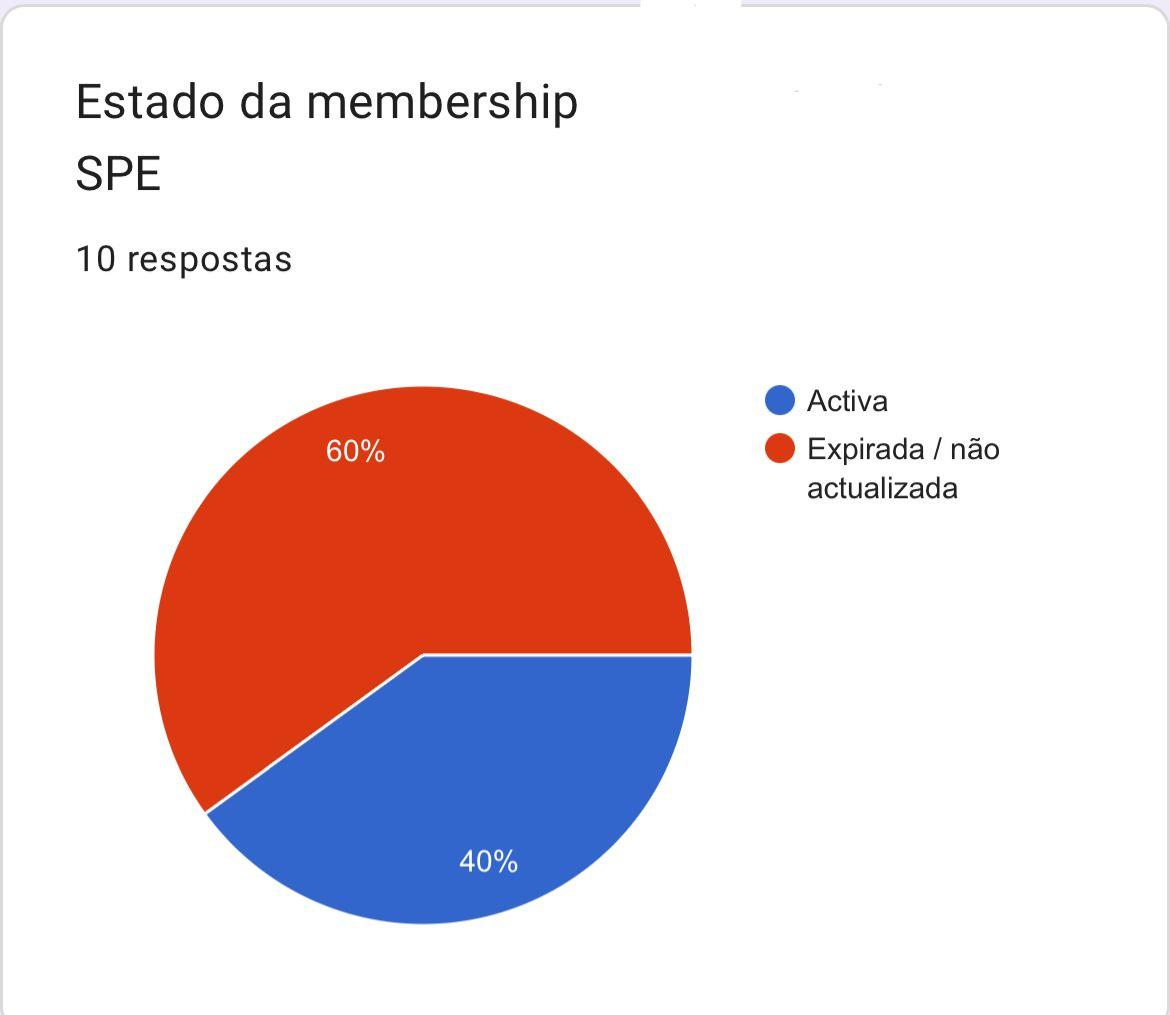 Estado da membership
SPE
10 respostas
60%
40%
Activa
Expirada / não
actualizada